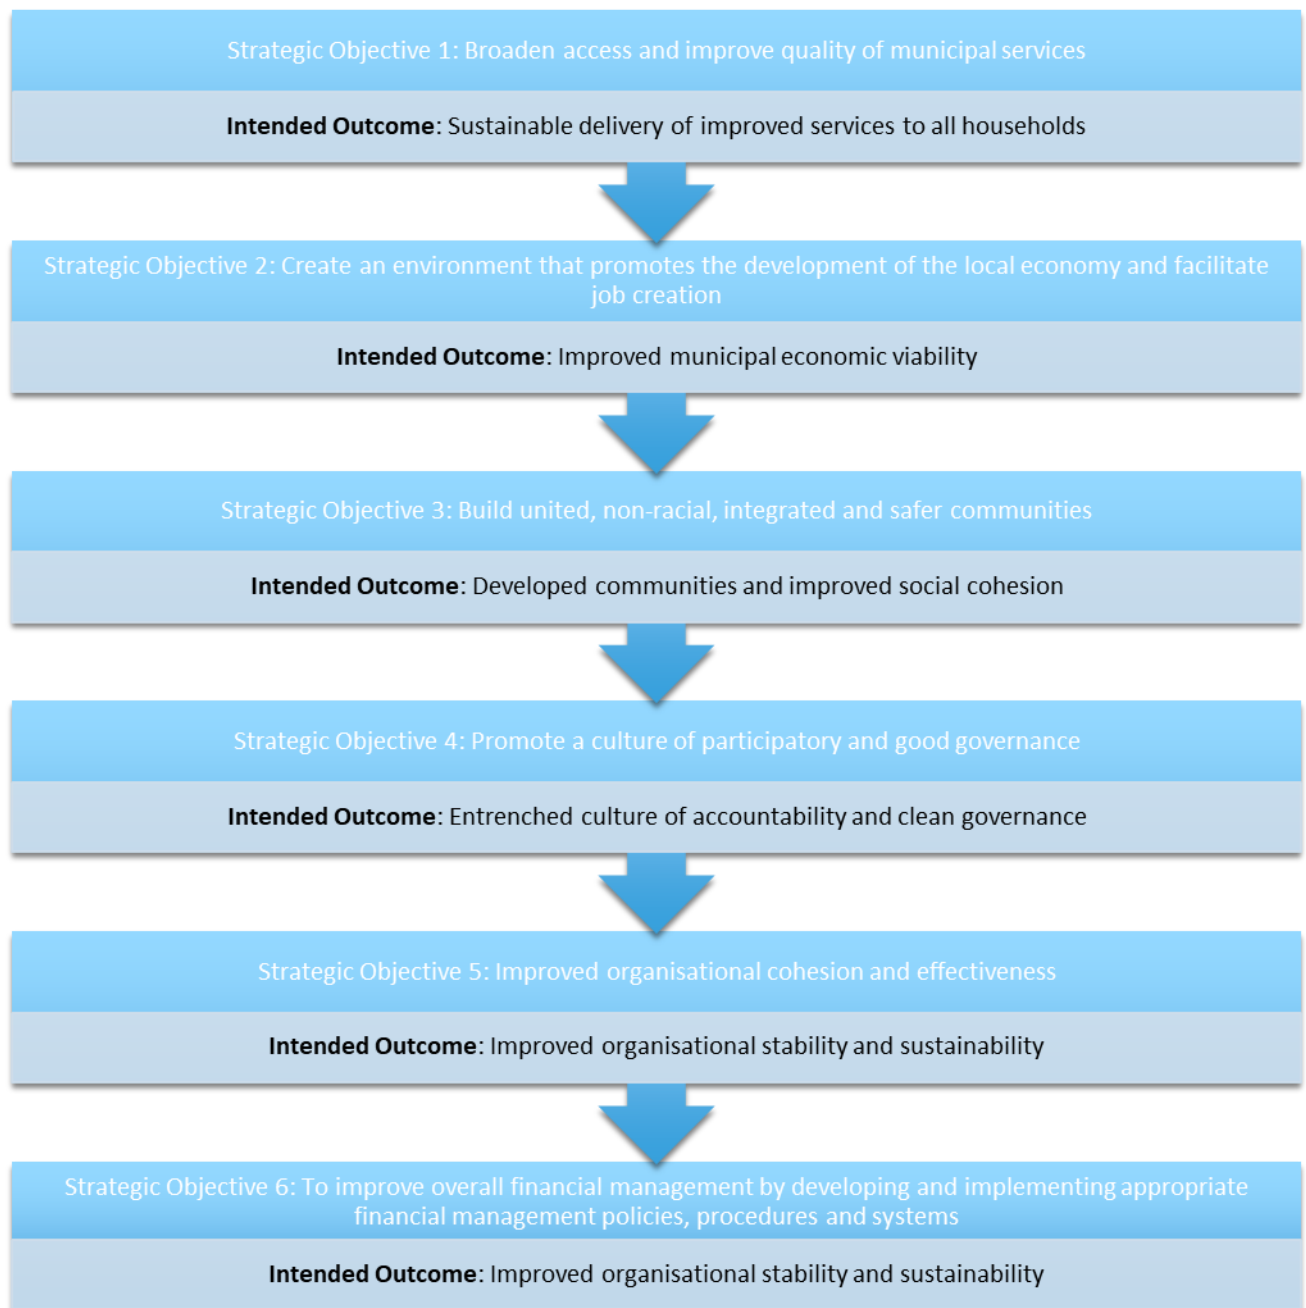 Strategic Objective 1: Broaden access and improve quality of municipal services
Intended Outcome: Sustainable delivery of improved services to all households
Strategic Objective 2: Create an environment that promotes the development of the local economy and facilitate
job creation
Intended Outcome: Improved municipal economic viability
Strategic Objective 3: Build united, non-racial, integrated and safer communities
Intended Outcome: Developed communities and improved social cohesion
Strategic Objective 4: Promote a culture of participatory and good governance
Intended Outcome: Entrenched culture of accountability and clean governance
Strategic Objective 5: Improved organisational cohesion and effectiveness
Intended Outcome: Improved organisational stability and sustainability
Strategic Objective 6: To improve overall financial management by developing and implementing appropriate
financial management policies, procedures and systems
Intended Outcome: Improved organisational stability and sustainability